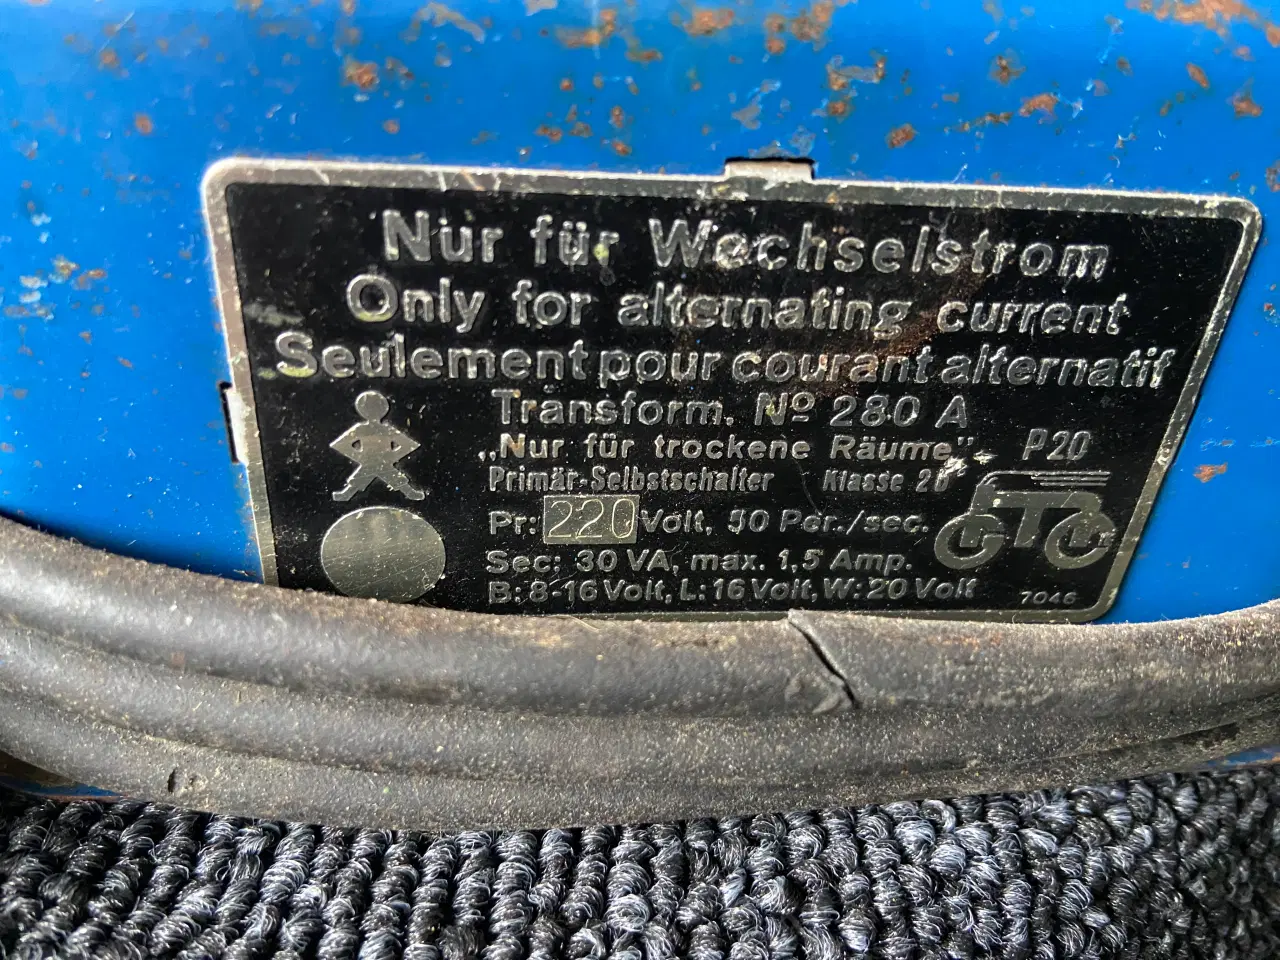 Nur für Wechselstrom
Only for alternating current
Seulement pour courant alternatif
Transform. Nº 280 A
„Nur für trockene Räume”
P20
Primär-Selbstschalter Klasse 2b
Pr: 220 Volt, 50 Per./sec.
Sec: 30 VA, max. 1,5 Amp.
B: 8-16 Volt, L: 16 Volt, W: 20 Volt
7046